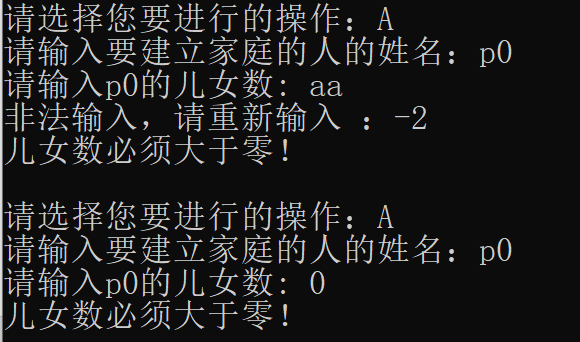 请选择您要进行的操作：A
请输入要建立家庭的人的姓名：p0
请输入p0的儿女数: aa
非法输入，请重新输入 ：-2
儿女数必须大于零！
请选择您要进行的操作：A
请输入要建立家庭的人的姓名：p0
请输入p0的儿女数: 0
儿女数必须大于零！